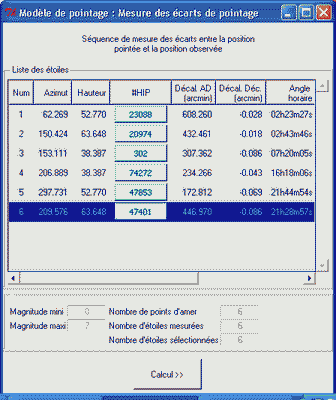 Modèle de pointage : Mesure des écarts de pointage
Séquence de mesure des écarts entre la position
pointée et la position observée
Liste des étoiles
Num Azimut Hauteur #HIP Décal. AD (arcmin) Décal. Déc. (arcmin) Angle horaire
1 62.269 52.770 23088 608.260 -0.028 02h23m27s
2 150.424 63.648 20974 432.461 -0.018 02h43m46s
3 153.111 38.387 302 307.362 -0.086 07h20m05s
4 206.889 38.387 74272 234.266 -0.043 16h18m06s
5 297.731 52.770 47853 172.812 -0.069 21h44m54s
6 209.576 63.648 47401 446.970 -0.086 21h28m57s
Magnitude mini 0 Nombre de points d'amer 6
Magnitude maxi 7 Nombre d'étoiles mesurées 6
Nombre d'étoiles sélectionnées 6
Calcul >>